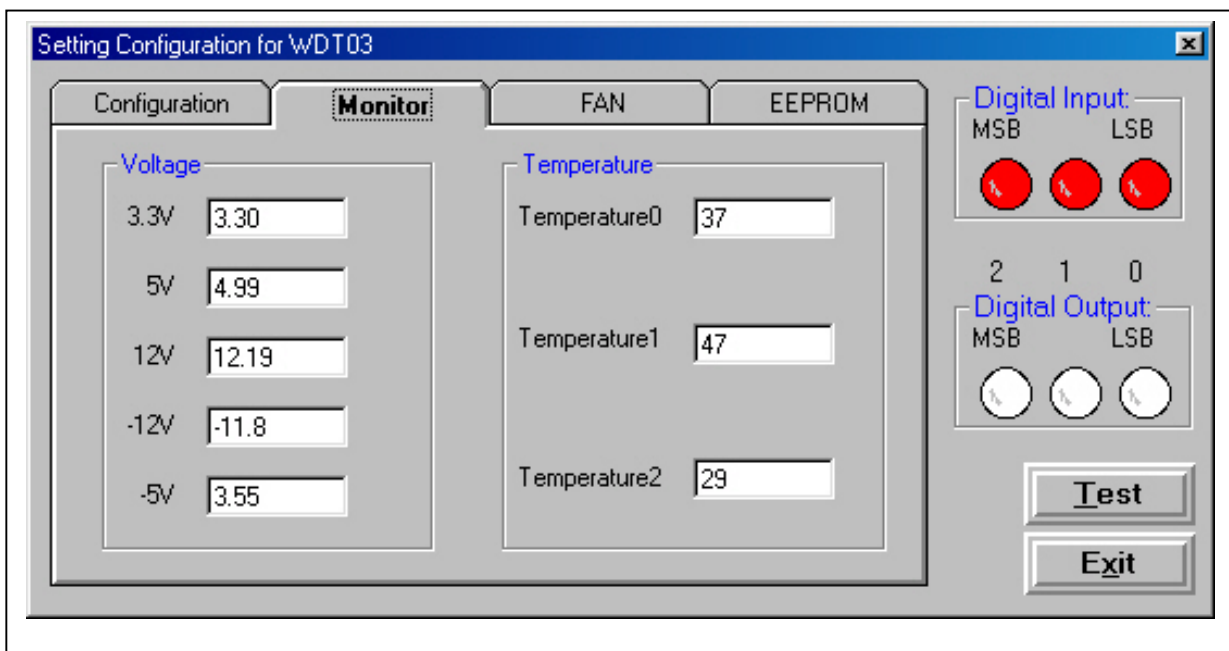 Setting Configuration for WDT03
Configuration Monitor FAN EEPROM
Voltage
3.3V 3.30
5V 4.99
12V 12.19
-12V -11.8
-5V 3.55
Temperature
Temperature0 37
Temperature1 47
Temperature2 29
Digital Input:
MSB LSB
2 1 0
Digital Output:
MSB LSB
Test
Exit